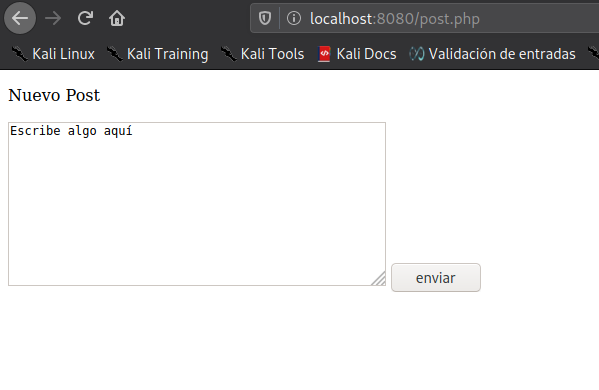 localhost:8080/post.php
Kali Linux Kali Training Kali Tools Kali Docs Validación de entradas
Nuevo Post
Escribe algo aquí
enviar